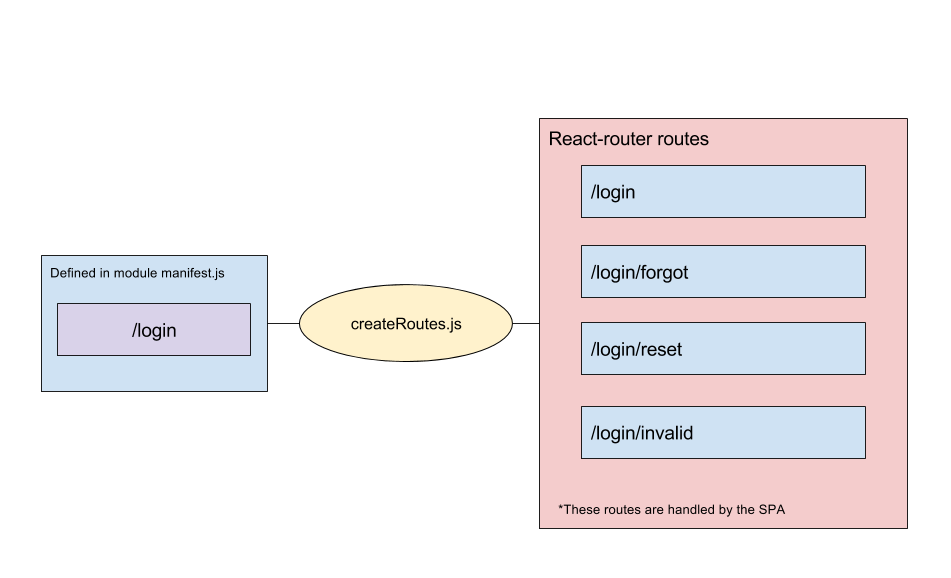 Defined in module manifest.js
/login
createRoutes.js
React-router routes
/login
/login/forgot
/login/reset
/login/invalid
*These routes are handled by the SPA